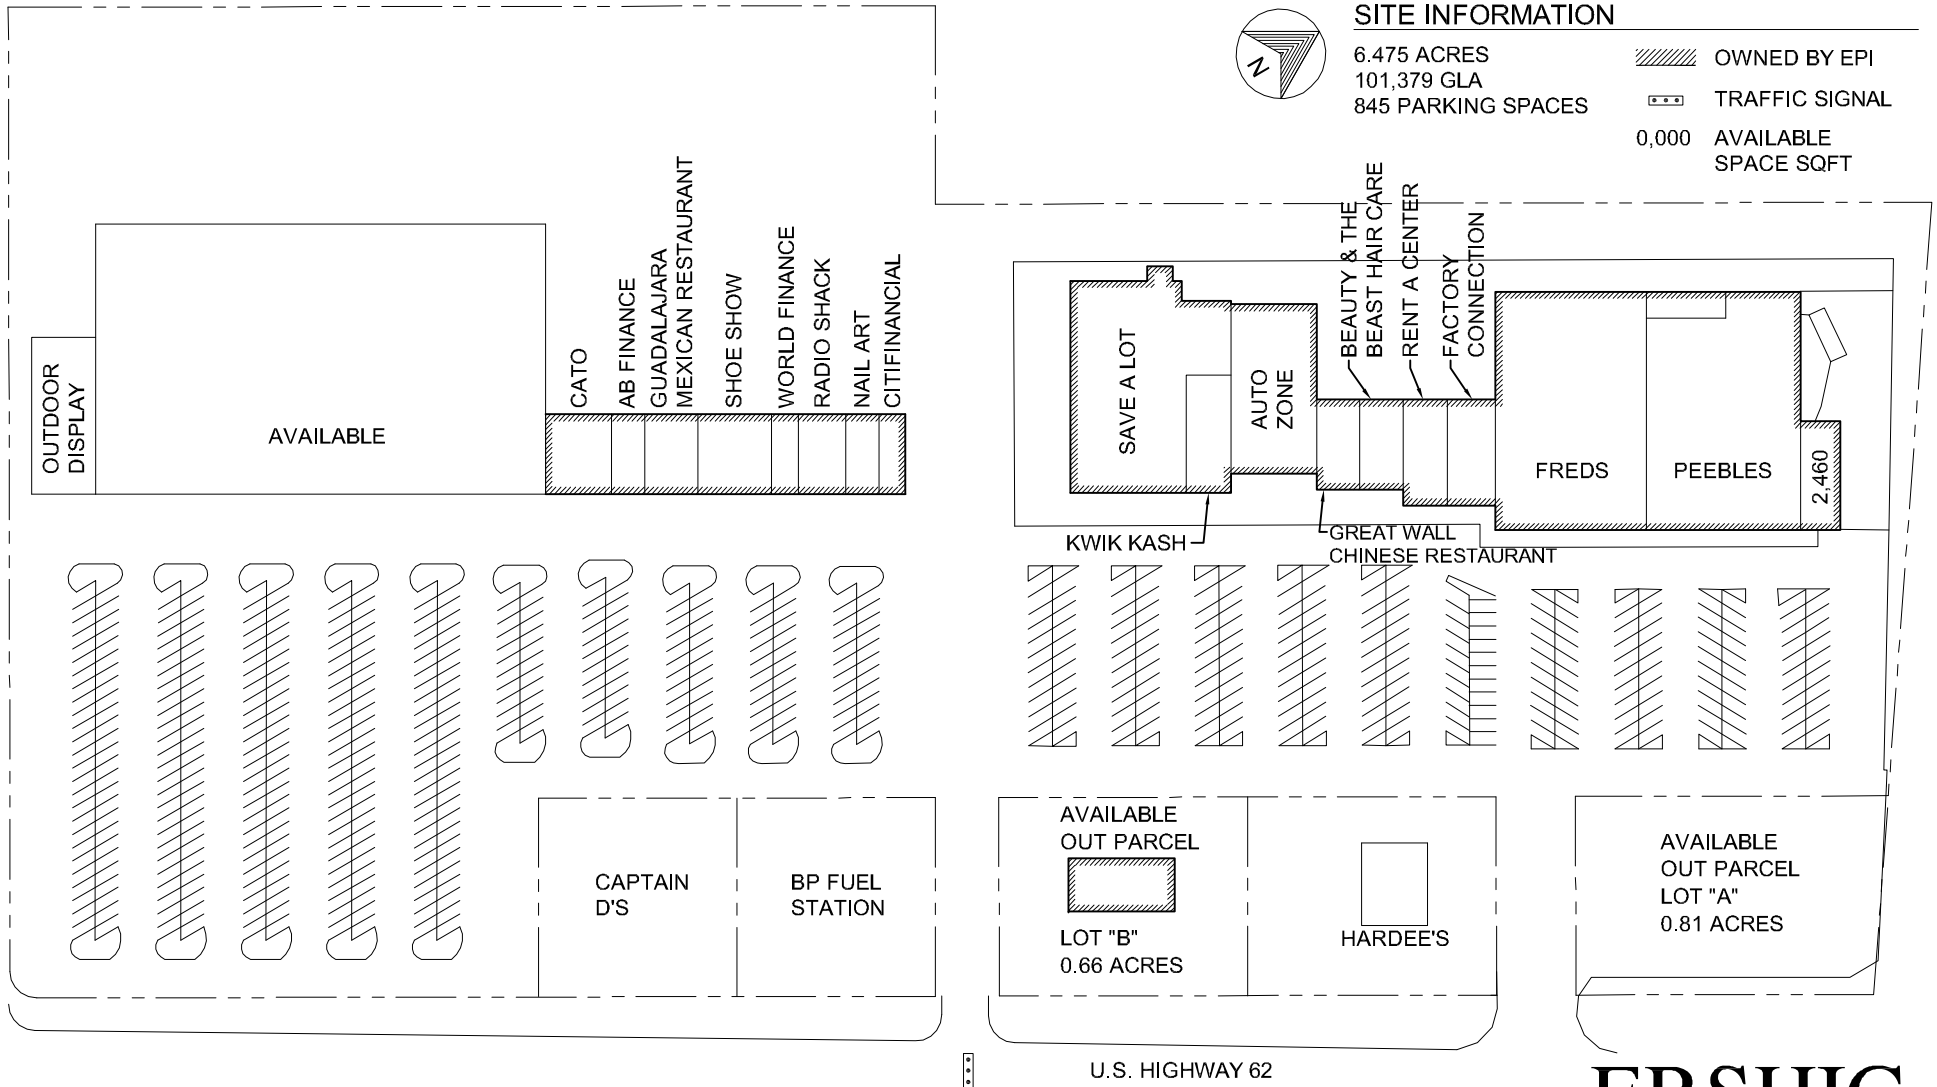 SITE INFORMATION
6.475 ACRES
101,379 GLA
845 PARKING SPACES
OWNED BY EPI
TRAFFIC SIGNAL
0,000 AVAILABLE
SPACE SQFT
N
OUTDOOR
DISPLAY
AVAILABLE
CATO
AB FINANCE
GUADALAJARA
MEXICAN RESTAURANT
SHOE SHOW
WORLD FINANCE
RADIO SHACK
NAIL ART
CITIFINANCIAL
SAVE A LOT
AUTO
ZONE
BEAUTY & THE
BEAST HAIR CARE
RENT A CENTER
FACTORY
CONNECTION
FREDS
PEEBLES
2,460
KWIK KASH
GREAT WALL
CHINESE RESTAURANT
CAPTAIN
D'S
BP FUEL
STATION
AVAILABLE
OUT PARCEL
LOT "B"
0.66 ACRES
HARDEE'S
AVAILABLE
OUT PARCEL
LOT "A"
0.81 ACRES
U.S. HIGHWAY 62